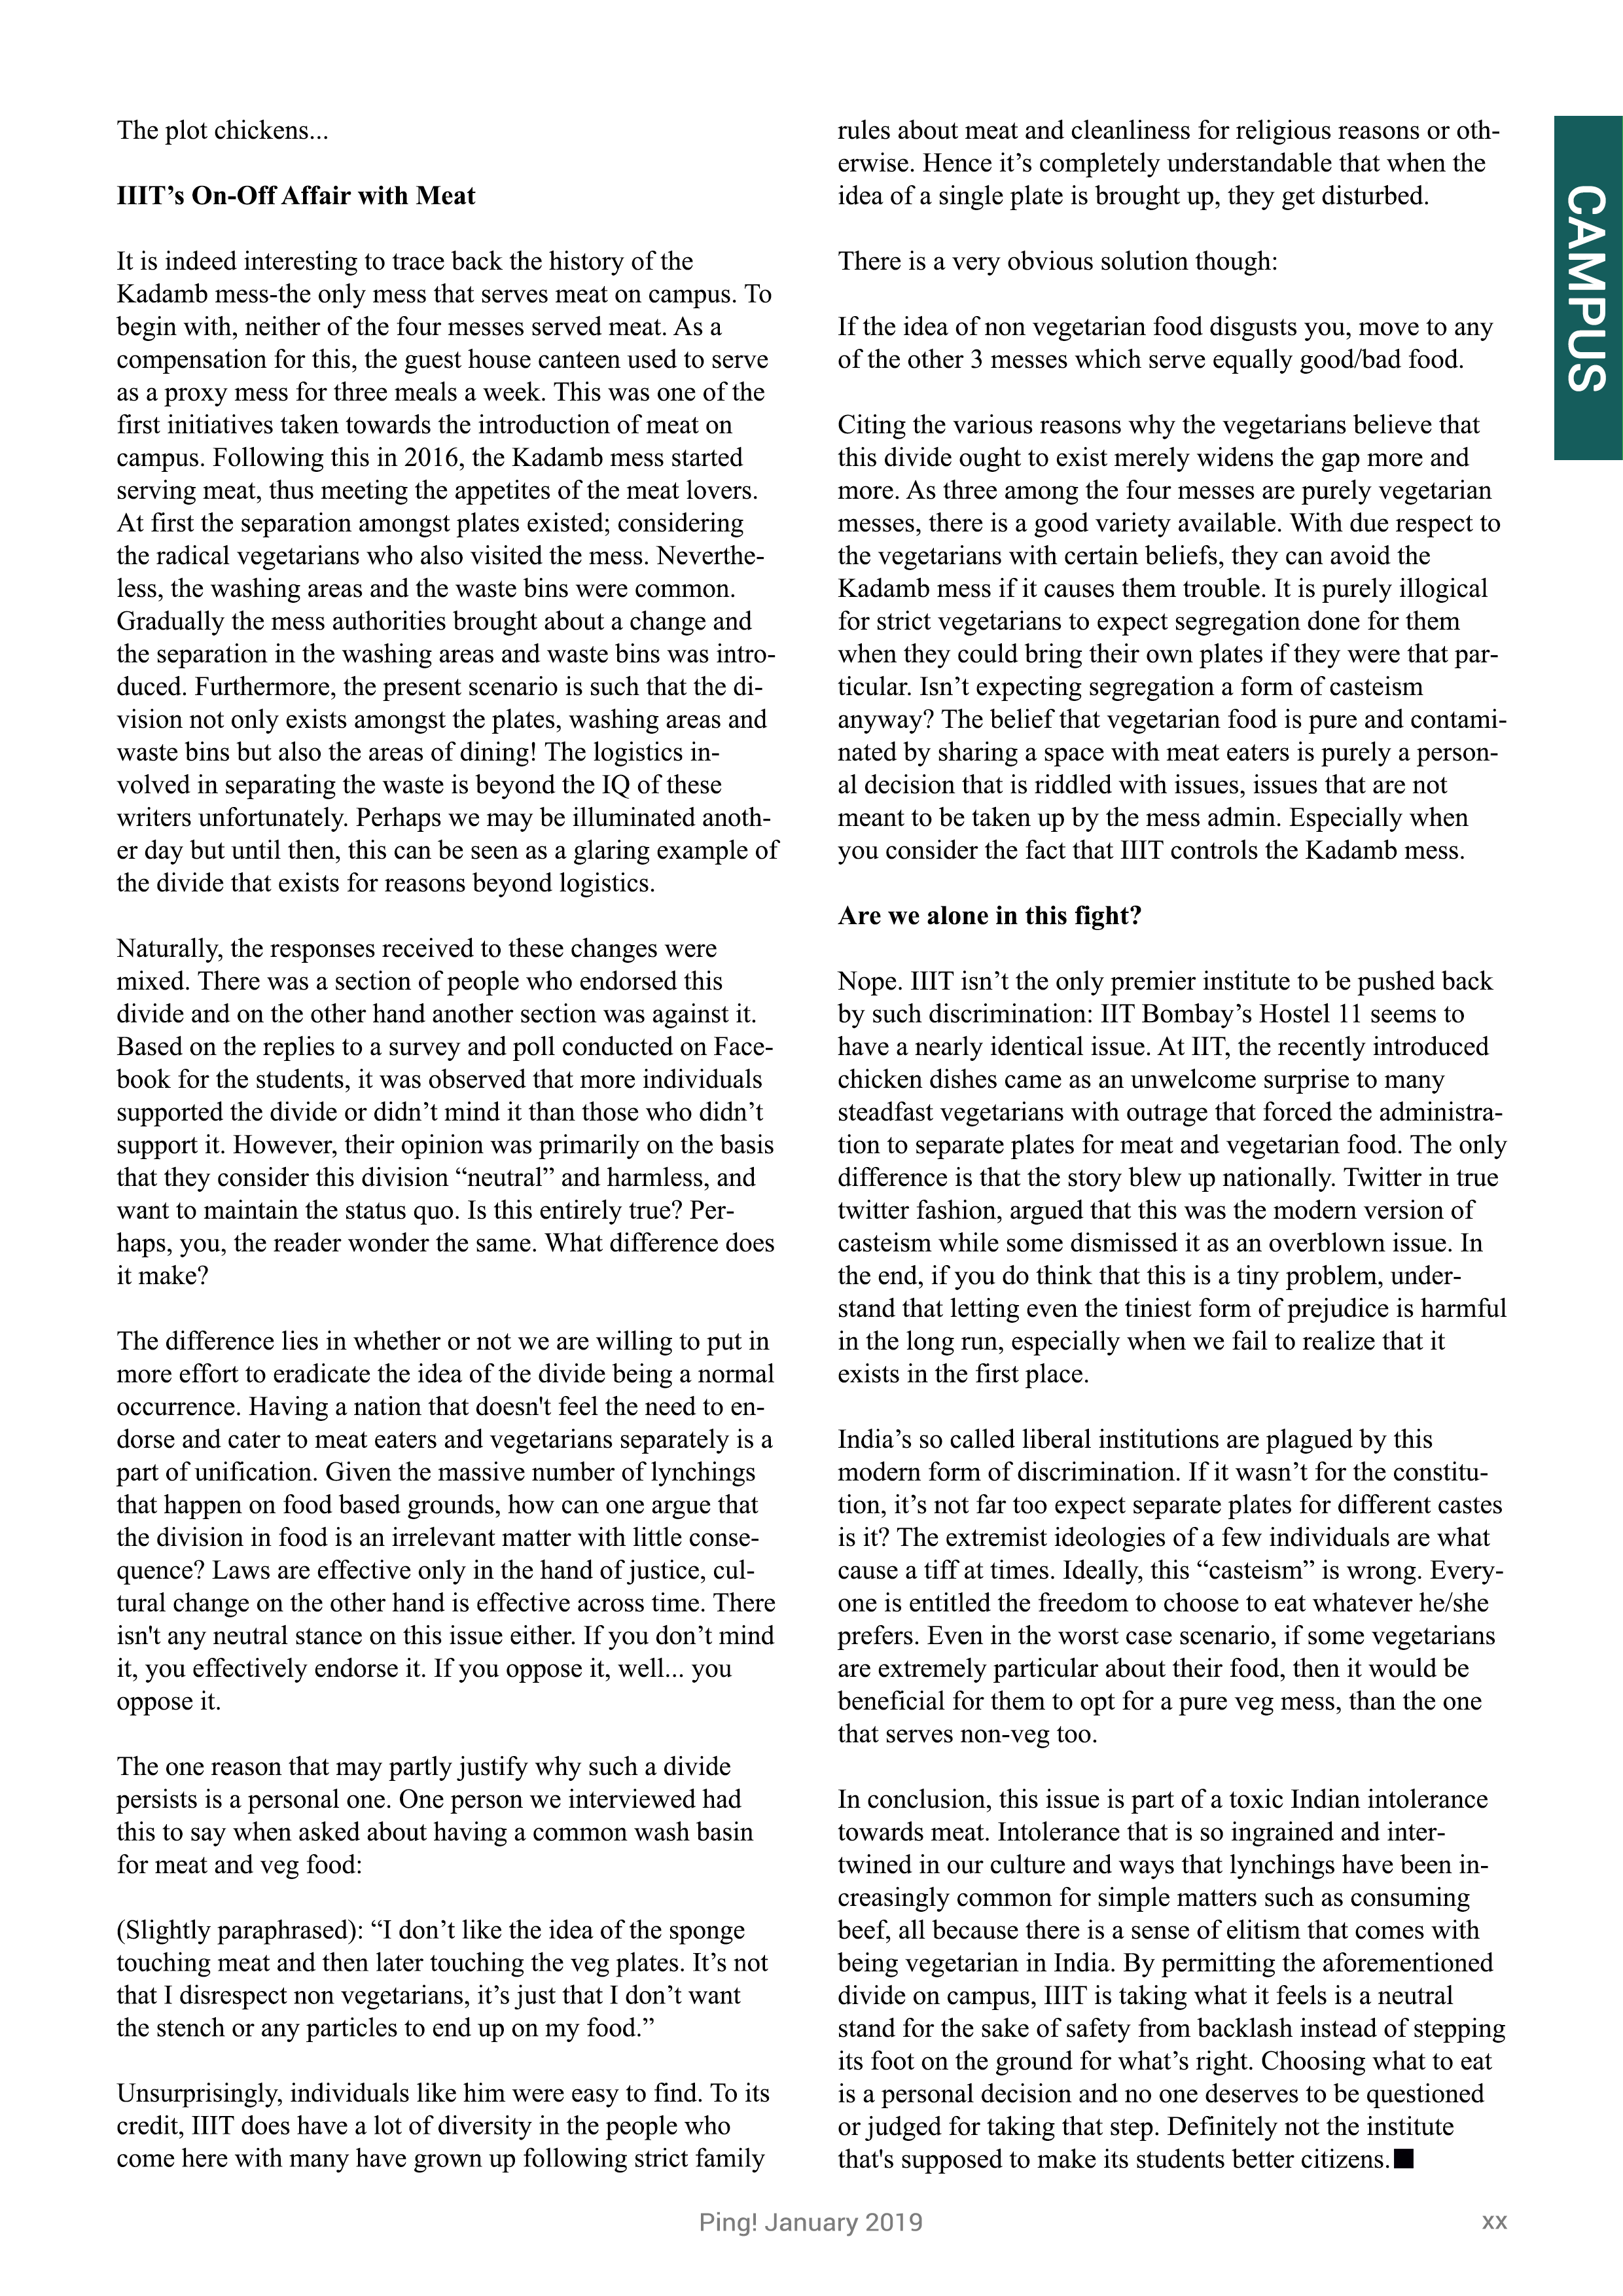 The plot chickens...
IIIT’s On-Off Affair with Meat
It is indeed interesting to trace back the history of the
Kadamb mess-the only mess that serves meat on campus. To
begin with, neither of the four messes served meat. As a
compensation for this, the guest house canteen used to serve
as a proxy mess for three meals a week. This was one of the
first initiatives taken towards the introduction of meat on
campus. Following this in 2016, the Kadamb mess started
serving meat, thus meeting the appetites of the meat lovers.
At first the separation amongst plates existed; considering
the radical vegetarians who also visited the mess. Neverthe-
less, the washing areas and the waste bins were common.
Gradually the mess authorities brought about a change and
the separation in the washing areas and waste bins was intro-
duced. Furthermore, the present scenario is such that the di-
vision not only exists amongst the plates, washing areas and
waste bins but also the areas of dining! The logistics in-
volved in separating the waste is beyond the IQ of these
writers unfortunately. Perhaps we may be illuminated anoth-
er day but until then, this can be seen as a glaring example of
the divide that exists for reasons beyond logistics.
Naturally, the responses received to these changes were
mixed. There was a section of people who endorsed this
divide and on the other hand another section was against it.
Based on the replies to a survey and poll conducted on Face-
book for the students, it was observed that more individuals
supported the divide or didn’t mind it than those who didn’t
support it. However, their opinion was primarily on the basis
that they consider this division “neutral” and harmless, and
want to maintain the status quo. Is this entirely true? Per-
haps, you, the reader wonder the same. What difference does
it make?
The difference lies in whether or not we are willing to put in
more effort to eradicate the idea of the divide being a normal
occurrence. Having a nation that doesn't feel the need to en-
dorse and cater to meat eaters and vegetarians separately is a
part of unification. Given the massive number of lynchings
that happen on food based grounds, how can one argue that
the division in food is an irrelevant matter with little conse-
quence? Laws are effective only in the hand of justice, cul-
tural change on the other hand is effective across time. There
isn't any neutral stance on this issue either. If you don’t mind
it, you effectively endorse it. If you oppose it, well... you
oppose it.
The one reason that may partly justify why such a divide
persists is a personal one. One person we interviewed had
this to say when asked about having a common wash basin
for meat and veg food:
(Slightly paraphrased): “I don’t like the idea of the sponge
touching meat and then later touching the veg plates. It’s not
that I disrespect non vegetarians, it’s just that I don’t want
the stench or any particles to end up on my food.”
Unsurprisingly, individuals like him were easy to find. To its
credit, IIIT does have a lot of diversity in the people who
come here with many have grown up following strict family
rules about meat and cleanliness for religious reasons or oth-
erwise. Hence it’s completely understandable that when the
idea of a single plate is brought up, they get disturbed.
There is a very obvious solution though:
If the idea of non vegetarian food disgusts you, move to any
of the other 3 messes which serve equally good/bad food.
Citing the various reasons why the vegetarians believe that
this divide ought to exist merely widens the gap more and
more. As three among the four messes are purely vegetarian
messes, there is a good variety available. With due respect to
the vegetarians with certain beliefs, they can avoid the
Kadamb mess if it causes them trouble. It is purely illogical
for strict vegetarians to expect segregation done for them
when they could bring their own plates if they were that par-
ticular. Isn’t expecting segregation a form of casteism
anyway? The belief that vegetarian food is pure and contami-
nated by sharing a space with meat eaters is purely a person-
al decision that is riddled with issues, issues that are not
meant to be taken up by the mess admin. Especially when
you consider the fact that IIIT controls the Kadamb mess.
Are we alone in this fight?
Nope. IIIT isn’t the only premier institute to be pushed back
by such discrimination: IIT Bombay’s Hostel 11 seems to
have a nearly identical issue. At IIT, the recently introduced
chicken dishes came as an unwelcome surprise to many
steadfast vegetarians with outrage that forced the administra-
tion to separate plates for meat and vegetarian food. The only
difference is that the story blew up nationally. Twitter in true
twitter fashion, argued that this was the modern version of
casteism while some dismissed it as an overblown issue. In
the end, if you do think that this is a tiny problem, under-
stand that letting even the tiniest form of prejudice is harmful
in the long run, especially when we fail to realize that it
exists in the first place.
India’s so called liberal institutions are plagued by this
modern form of discrimination. If it wasn’t for the constitu-
tion, it’s not far too expect separate plates for different castes
is it? The extremist ideologies of a few individuals are what
cause a tiff at times. Ideally, this “casteism” is wrong. Every-
one is entitled the freedom to choose to eat whatever he/she
prefers. Even in the worst case scenario, if some vegetarians
are extremely particular about their food, then it would be
beneficial for them to opt for a pure veg mess, than the one
that serves non-veg too.
In conclusion, this issue is part of a toxic Indian intolerance
towards meat. Intolerance that is so ingrained and inter-
twined in our culture and ways that lynchings have been in-
creasingly common for simple matters such as consuming
beef, all because there is a sense of elitism that comes with
being vegetarian in India. By permitting the aforementioned
divide on campus, IIIT is taking what it feels is a neutral
stand for the sake of safety from backlash instead of stepping
its foot on the ground for what’s right. Choosing what to eat
is a personal decision and no one deserves to be questioned
or judged for taking that step. Definitely not the institute
that's supposed to make its students better citizens.■
CAMPUS
Ping! January 2019
xx